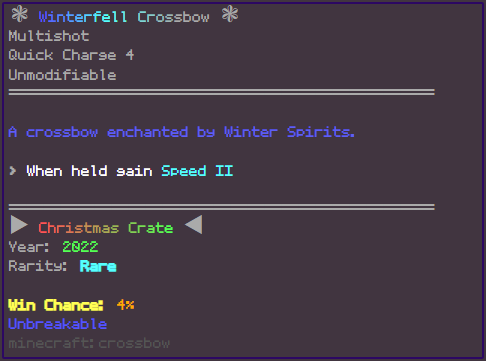 ❃ Winterfell Crossbow ❃
Multishot
Quick Charge 4
Unmodifiable
A crossbow enchanted by Winter Spirits.
> When held gain Speed II
▶ Christmas Crate ◀
Year: 2022
Rarity: Rare
Win Chance: 4%
Unbreakable
minecraft:crossbow